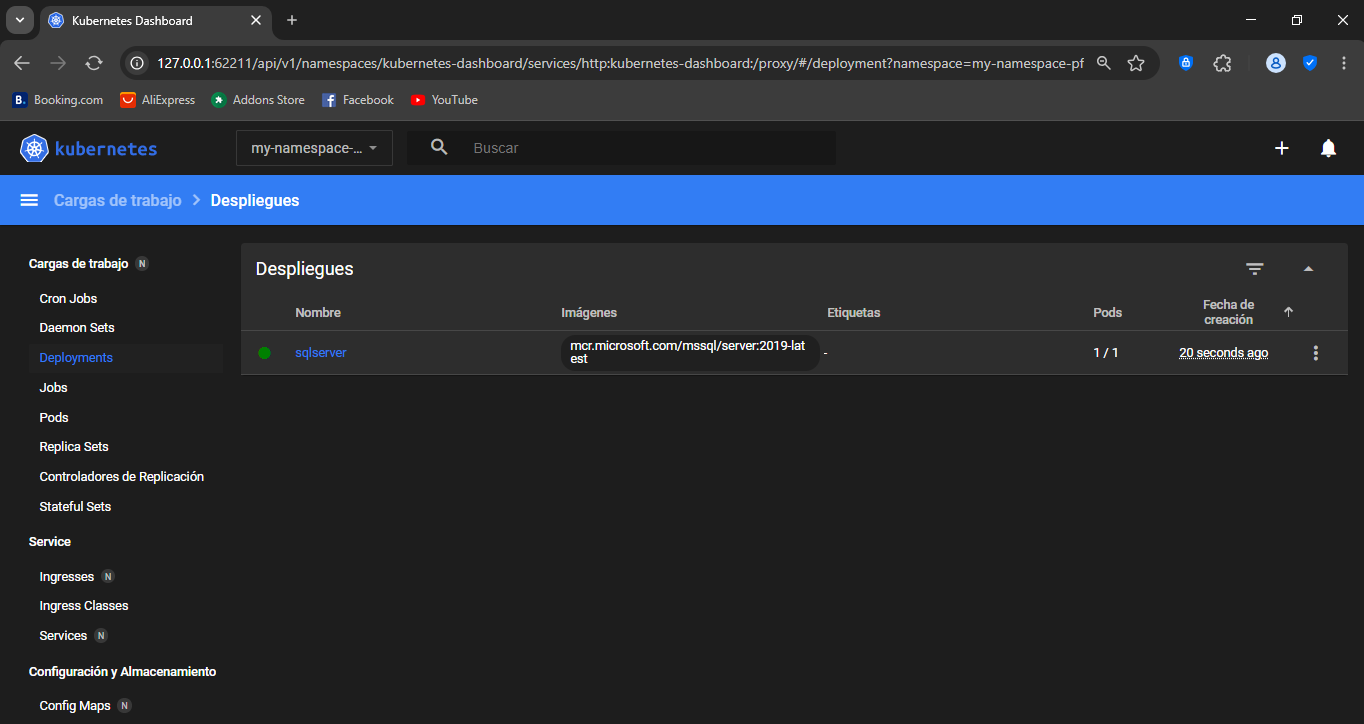 Kubernetes Dashboard
127.0.0.1:62211/api/v1/namespaces/kubernetes-dashboard/services/http:kubernetes-dashboard:/proxy/#/deployment?namespace=my-namespace-pf
B. Booking.com
AliExpress
Addons Store
Facebook
YouTube
kubernetes
my-namespace-...
Buscar
Cargas de trabajo
Despliegues
Cargas de trabajo N
Cron Jobs
Daemon Sets
Deployments
Jobs
Pods
Replica Sets
Controladores de Replicación
Stateful Sets
Service
Ingresses N
Ingress Classes
Services N
Configuración y Almacenamiento
Config Maps N
Despliegues
Nombre
Imágenes
Etiquetas
Pods
Fecha de
creación
sqlserver
mcr.microsoft.com/mssql/server:2019-lat
est
-
1 / 1
20 seconds ago